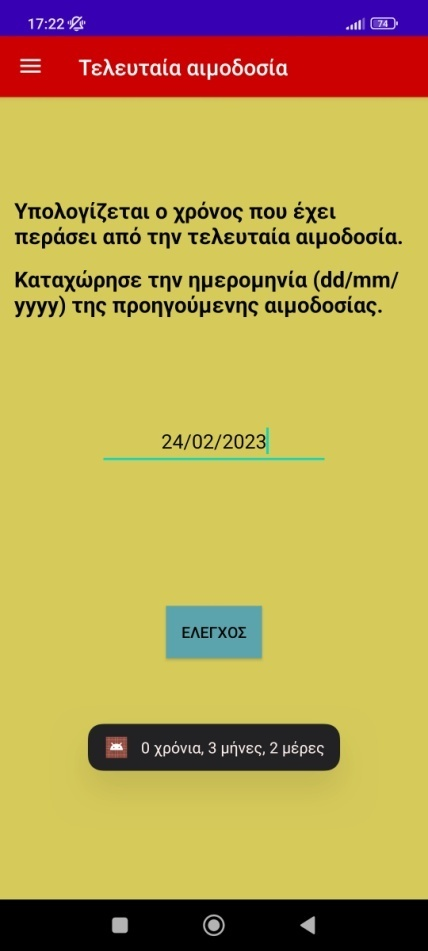 17:22
74
Τελευταία αιμοδοσία
Υπολογίζεται ο χρόνος που έχει
περάσει από την τελευταία αιμοδοσία.
Καταχώρησε την ημερομηνία (dd/mm/
yyyy) της προηγούμενης αιμοδοσίας.
24/02/2023
ΕΛΕΓΧΟΣ
0 χρόνια, 3 μήνες, 2 μέρες